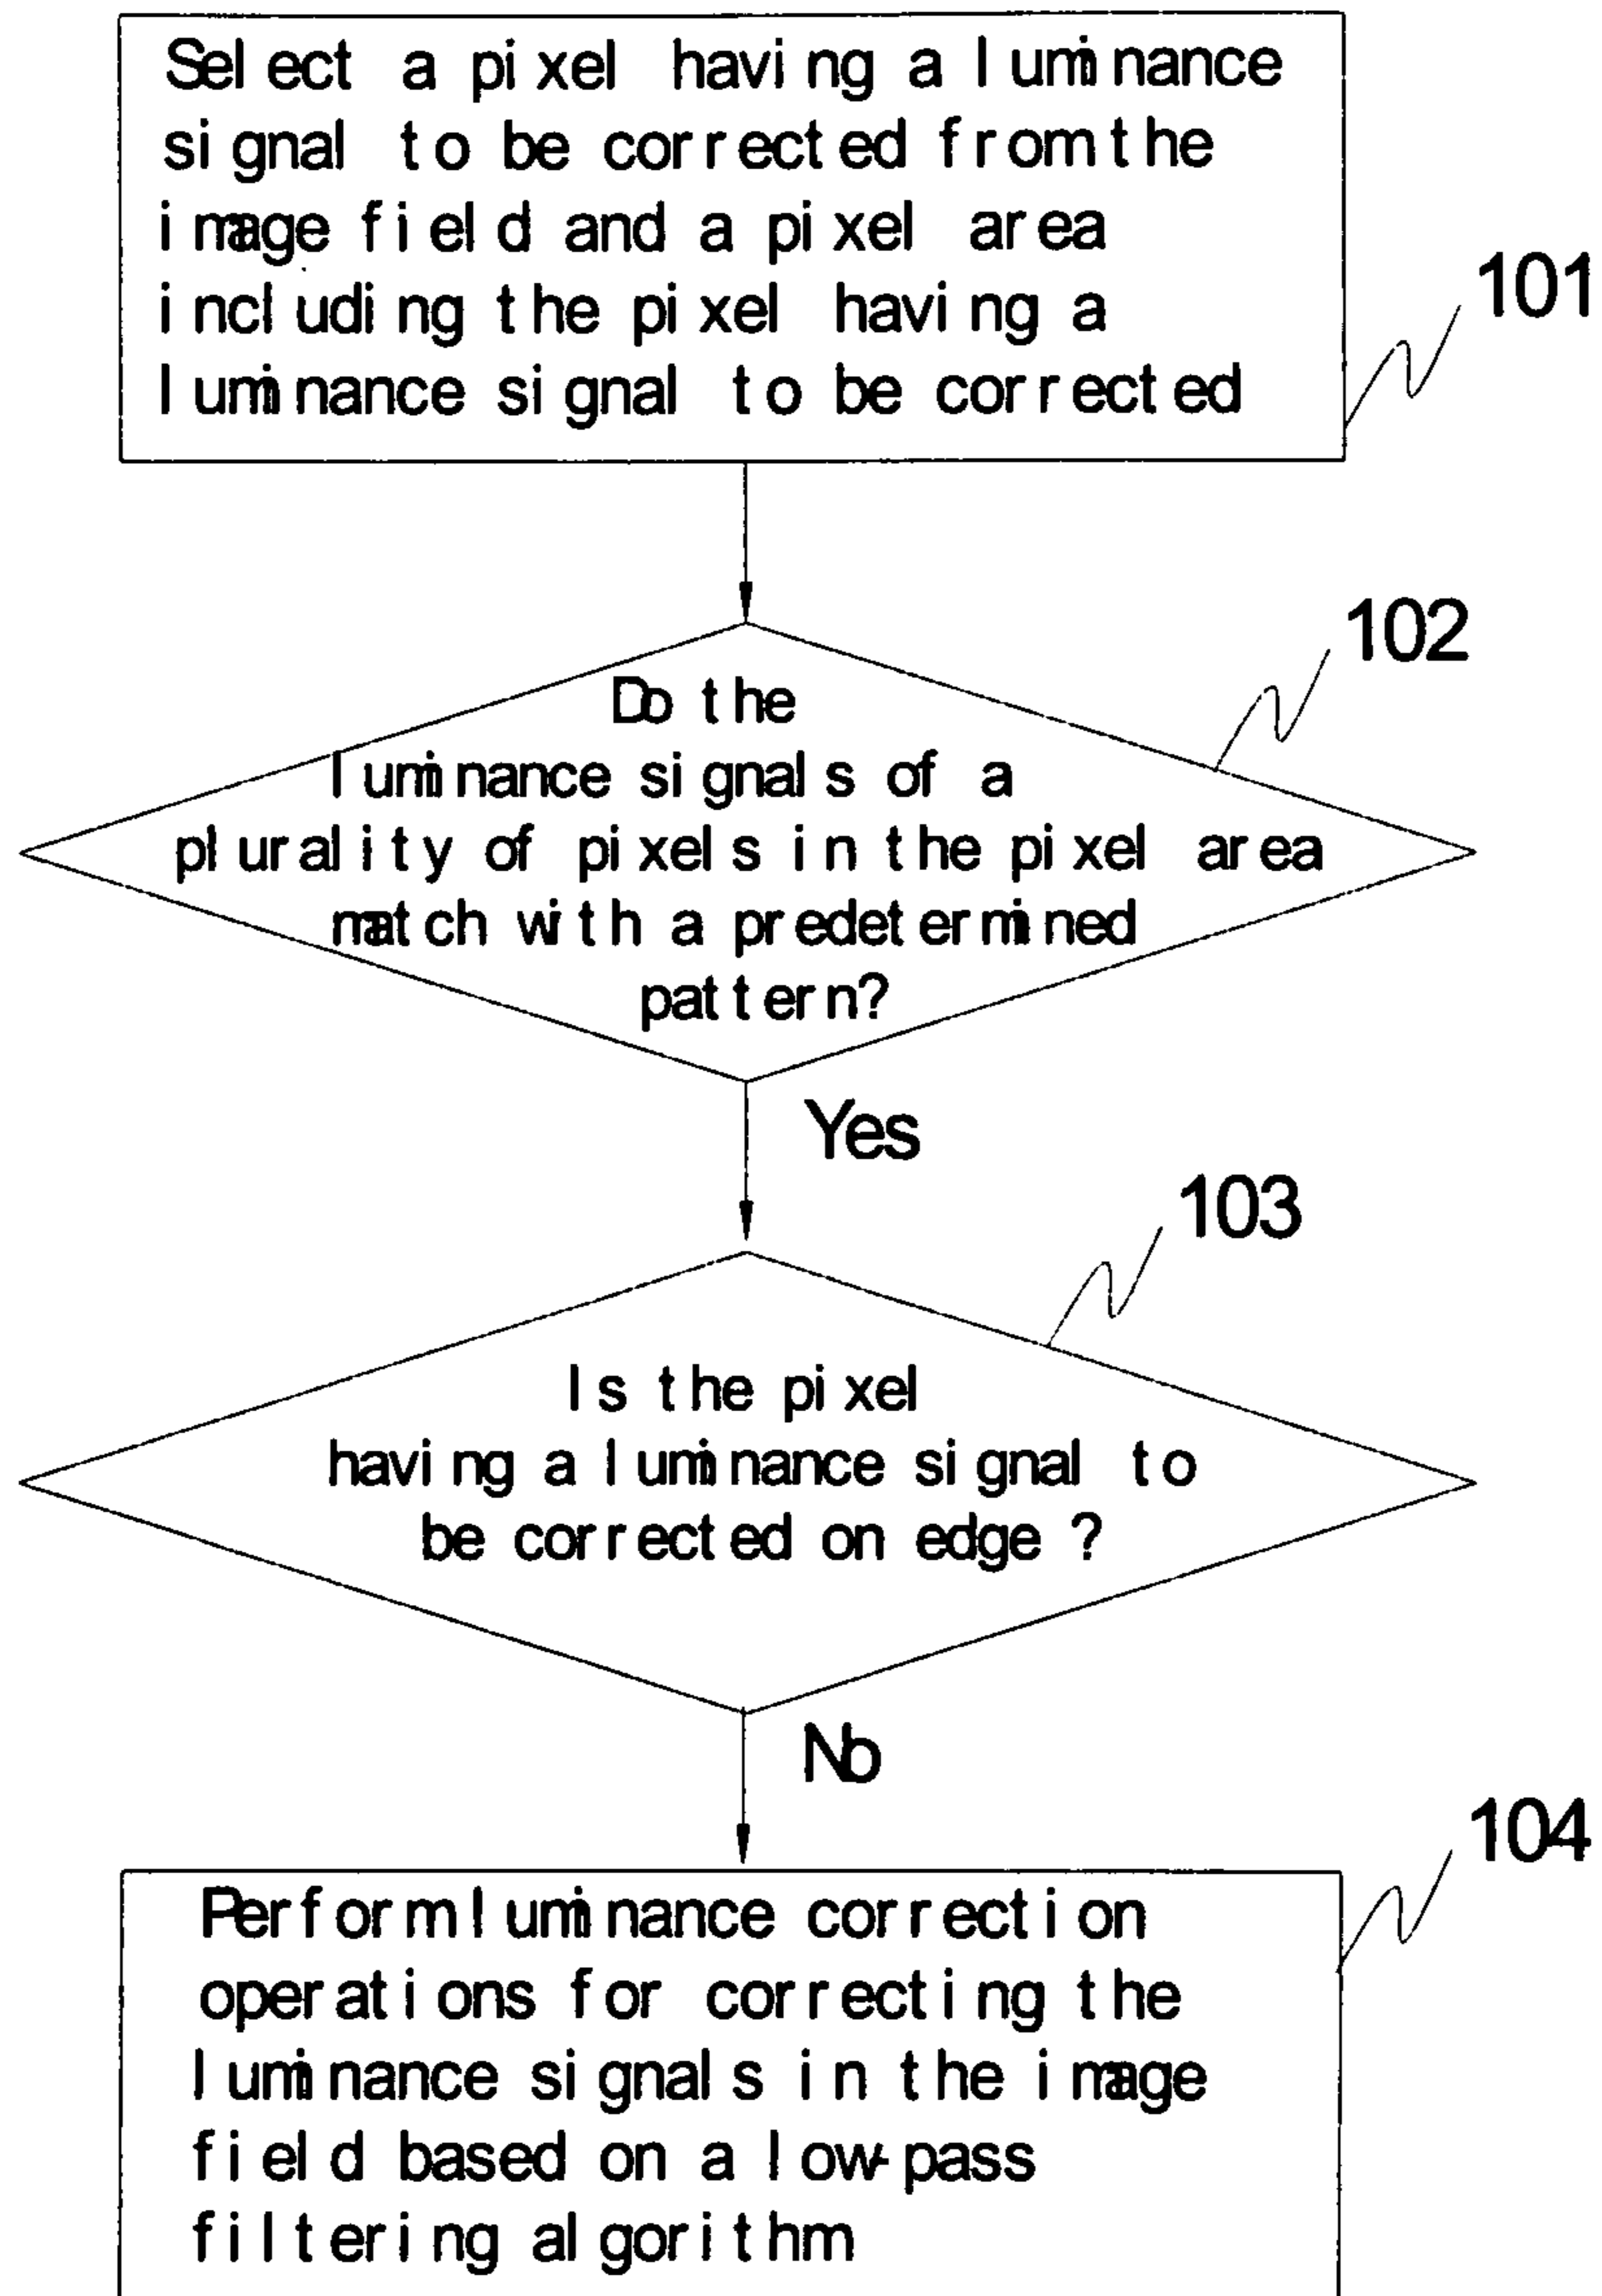 Select a pixel having a luminance
signal to be corrected from the
image field and a pixel area
including the pixel having a
luminance signal to be corrected
101
102
Do the
luminance signals of a
plurality of pixels in the pixel area
match with a predetermined
pattern?
Yes
103
Is the pixel
having a luminance signal to
be corrected on edge ?
No
104
Perform luminance correction
operations for correcting the
luminance signals in the image
field based on a low-pass
filtering algorithm